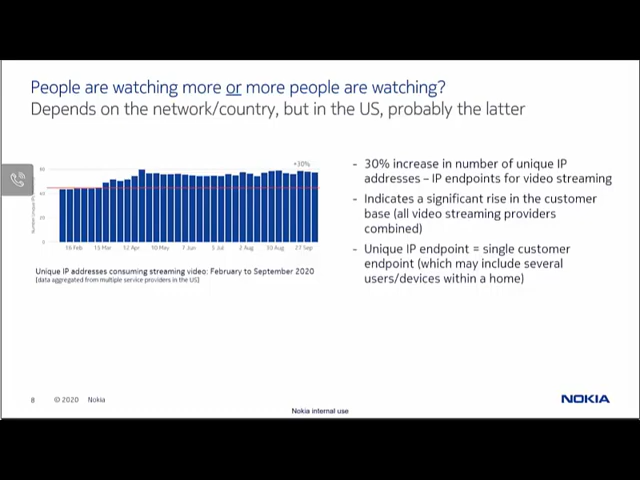 People are watching more or more people are watching?
Depends on the network/country, but in the US, probably the latter
+30%
60
40
20
0
16 Feb 15 Mar 12 Apr 10 May 7 Jun 5 Jul 2 Aug 30 Aug 27 Sep
Unique IP addresses consuming streaming video: February to September 2020
[data aggregated from multiple service providers in the US]
- 30% increase in number of unique IP
addresses – IP endpoints for video streaming
- Indicates a significant rise in the customer
base (all video streaming providers
combined)
- Unique IP endpoint = single customer
endpoint (which may include several
users/devices within a home)
8 © 2020 Nokia
NOKIA
Nokia internal use